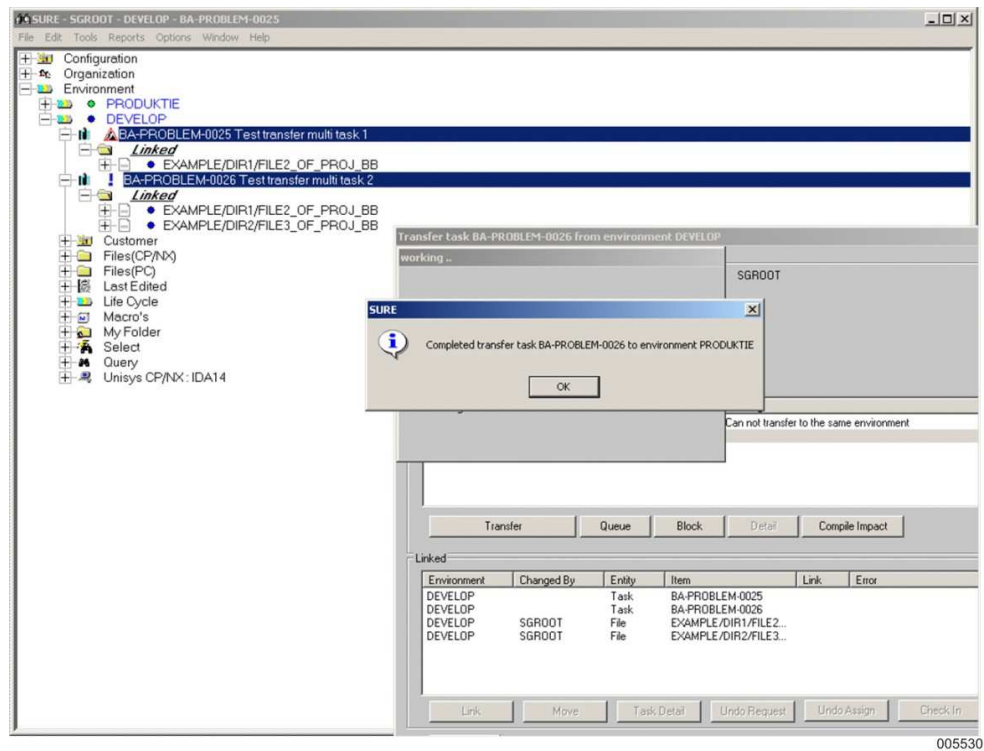 SURE - SGROOT - DEVELOP - BA-PROBLEM-0025
File Edit Tools Reports Options Window Help
Configuration
Organization
Environment
PRODUKTIE
DEVELOP
BA-PROBLEM-0025 Test transfer multi task 1
Linked
EXAMPLE/DIR1/FILE2_OF_PROJ_BB
BA-PROBLEM-0026 Test transfer multi task 2
Linked
EXAMPLE/DIR1/FILE2_OF_PROJ_BB
EXAMPLE/DIR2/FILE3_OF_PROJ_BB
Customer
Files(CP/NX)
Files(PC)
Last Edited
Life Cycle
Macro's
My Folder
Select
Query
Unisys CP/NX : IDA14
Transfer task BA-PROBLEM-0026 from environment DEVELOP
working ..
SGROOT
SURE
Completed transfer task BA-PROBLEM-0026 to environment PRODUKTIE
OK
Can not transfer to the same environment
Transfer Queue Block Detail Compile Impact
Linked
Environment Changed By Entity Item Link Error
DEVELOP Task BA-PROBLEM-0025
DEVELOP Task BA-PROBLEM-0026
DEVELOP SGROOT File EXAMPLE/DIR1/FILE2...
DEVELOP SGROOT File EXAMPLE/DIR2/FILE3...
Link Move Task Detail Undo Request Undo Assign Check In
005530